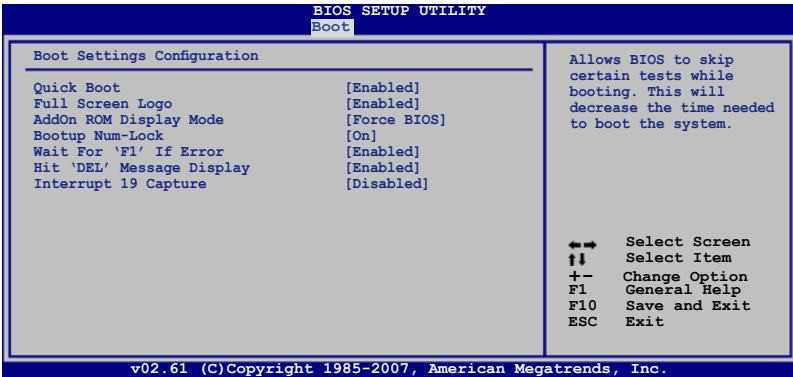 BIOS SETUP UTILITY
Boot
Boot Settings Configuration
Quick Boot [Enabled]
Full Screen Logo [Enabled]
AddOn ROM Display Mode [Force BIOS]
Bootup Num-Lock [On]
Wait For ‘F1’ If Error [Enabled]
Hit ‘DEL’ Message Display [Enabled]
Interrupt 19 Capture [Disabled]
Allows BIOS to skip
certain tests while
booting. This will
decrease the time needed
to boot the system.
←→ Select Screen
↑↓ Select Item
+- Change Option
F1 General Help
F10 Save and Exit
ESC Exit
v02.61 (C)Copyright 1985-2007, American Megatrends, Inc.